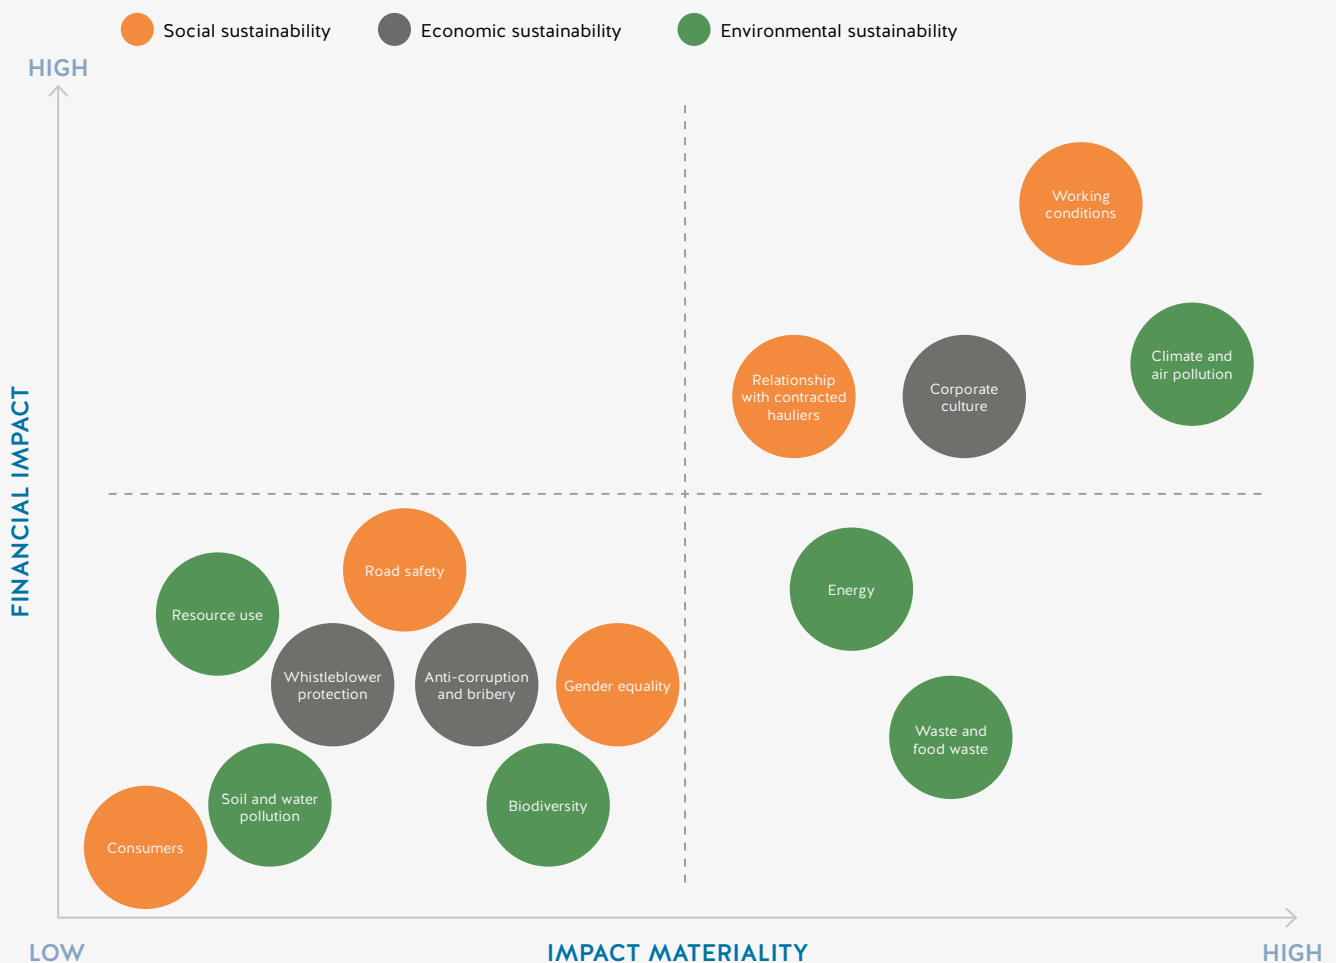 Social sustainability
Economic sustainability
Environmental sustainability
HIGH
Working
conditions
Climate and
air pollution
Relationship
with contracted
hauliers
Corporate
culture
FINANCIAL IMPACT
Road safety
Energy
Resource use
Whistleblower
protection
Anti-corruption
and bribery
Gender equality
Waste and
food waste
Soil and water
pollution
Biodiversity
Consumers
LOW
IMPACT MATERIALITY
HIGH